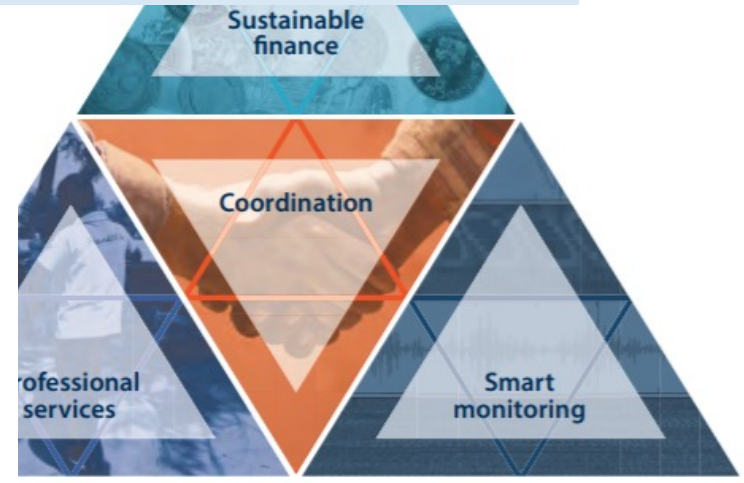 Sustainable
finance
Coordination
rofessional
services
Smart
monitoring